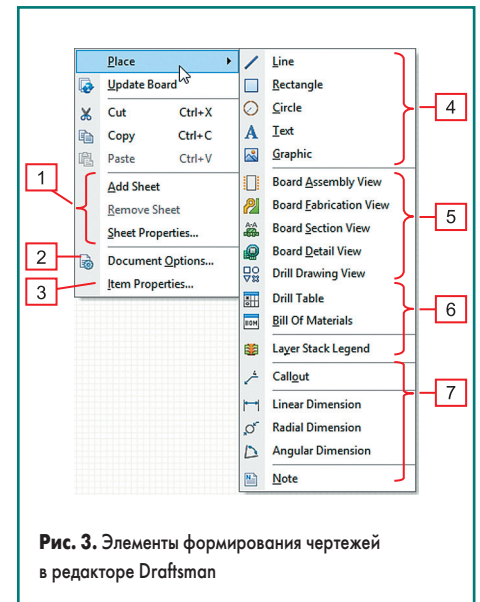 Place
Update Board
Cut Ctrl+X
Copy Ctrl+C
Paste Ctrl+V
Add Sheet
Remove Sheet
Sheet Properties...
Document Options...
Item Properties...
1
2
3
Line
Rectangle
Circle
Text
Graphic
Board Assembly View
Board Fabrication View
Board Section View
Board Detail View
Drill Drawing View
Drill Table
Bill Of Materials
Layer Stack Legend
Callout
Linear Dimension
Radial Dimension
Angular Dimension
Note
4
5
6
7
Рис. 3. Элементы формирования чертежей
в редакторе Draftsman